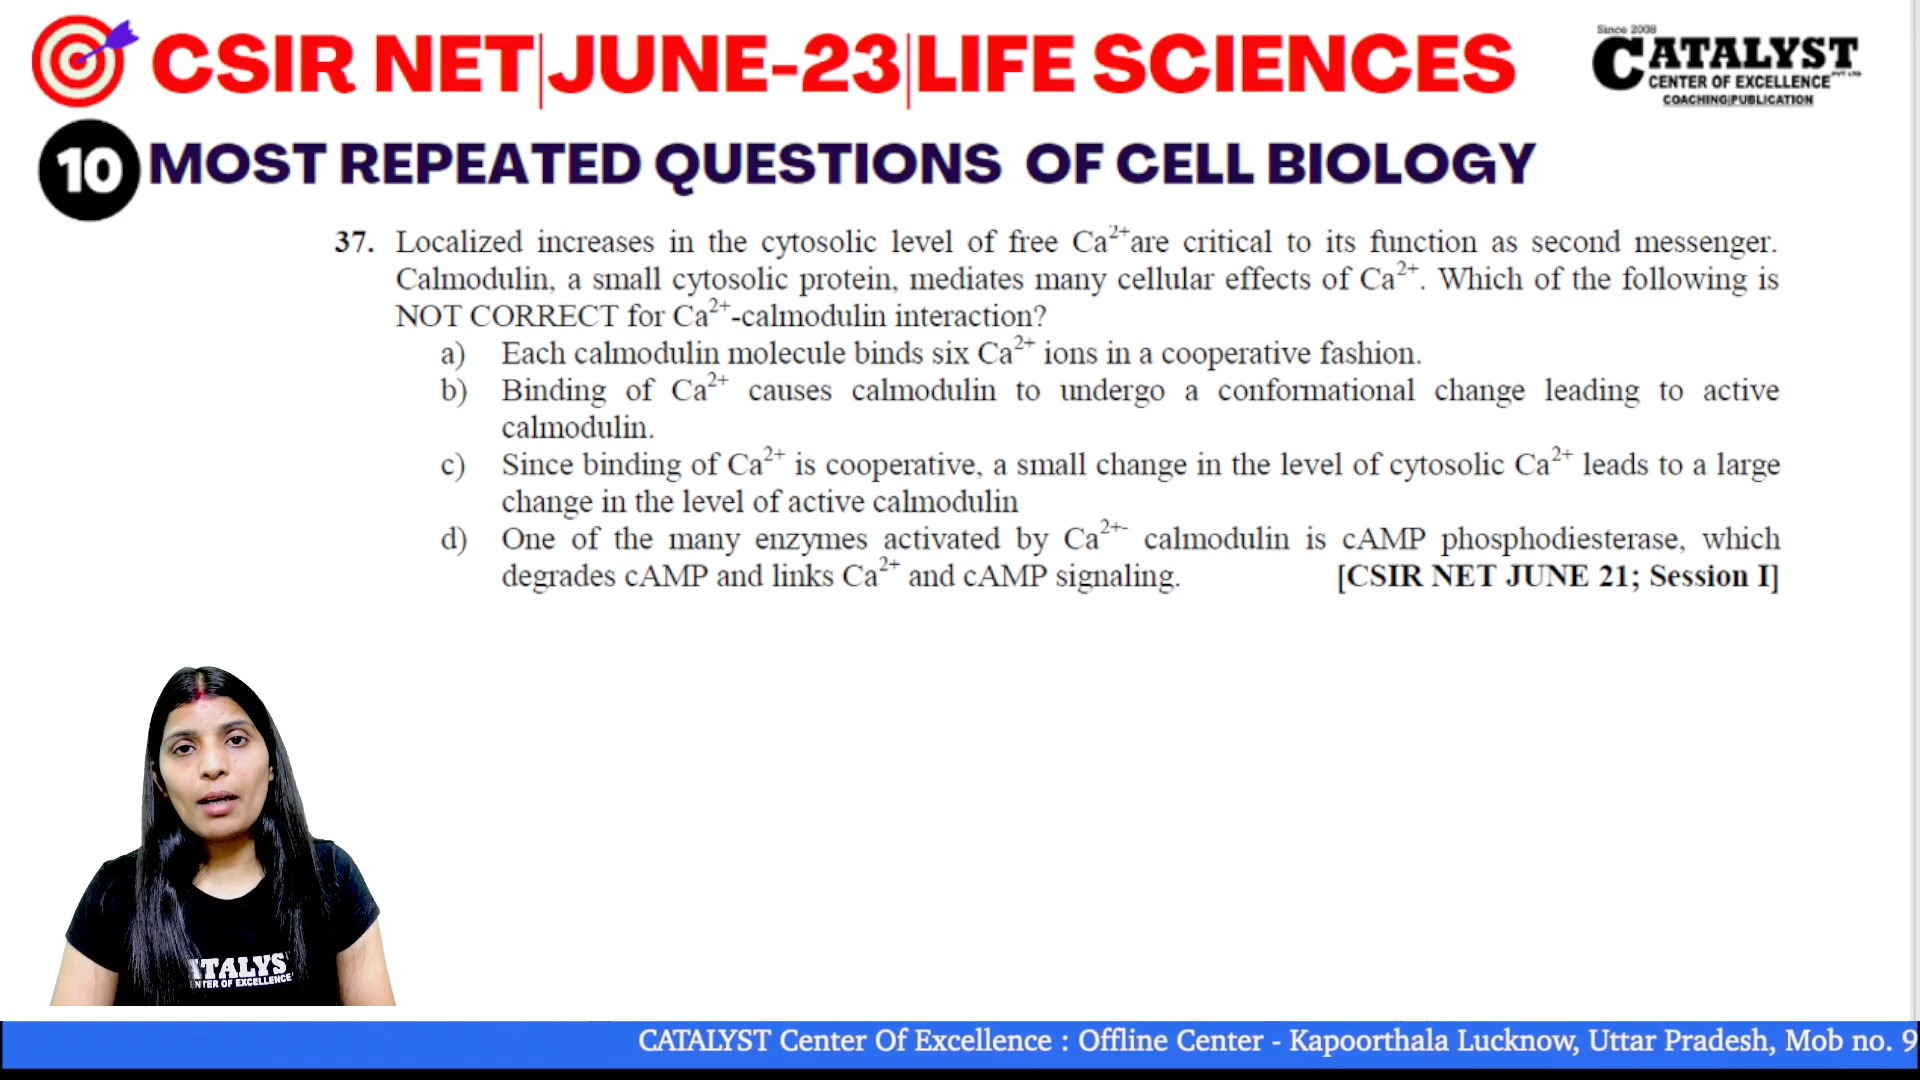 Since 2008
CSIR NET|JUNE-23|LIFE SCIENCES
CATALYST
PVT LTD
CENTER OF EXCELLENCE
COACHING|PUBLICATION
10 MOST REPEATED QUESTIONS OF CELL BIOLOGY
37. Localized increases in the cytosolic level of free Ca²⁺are critical to its function as second messenger.
Calmodulin, a small cytosolic protein, mediates many cellular effects of Ca²⁺. Which of the following is
NOT CORRECT for Ca²⁺-calmodulin interaction?
a) Each calmodulin molecule binds six Ca²⁺ ions in a cooperative fashion.
b) Binding of Ca²⁺ causes calmodulin to undergo a conformational change leading to active
calmodulin.
c) Since binding of Ca²⁺ is cooperative, a small change in the level of cytosolic Ca²⁺ leads to a large
change in the level of active calmodulin
d) One of the many enzymes activated by Ca²⁺⁻ calmodulin is cAMP phosphodiesterase, which
degrades cAMP and links Ca²⁺ and cAMP signaling. [CSIR NET JUNE 21; Session I]
ATALYS
NTER OF EXCELLENCE
CATALYST Center Of Excellence : Offline Center - Kapoorthala Lucknow, Uttar Pradesh, Mob no. 9